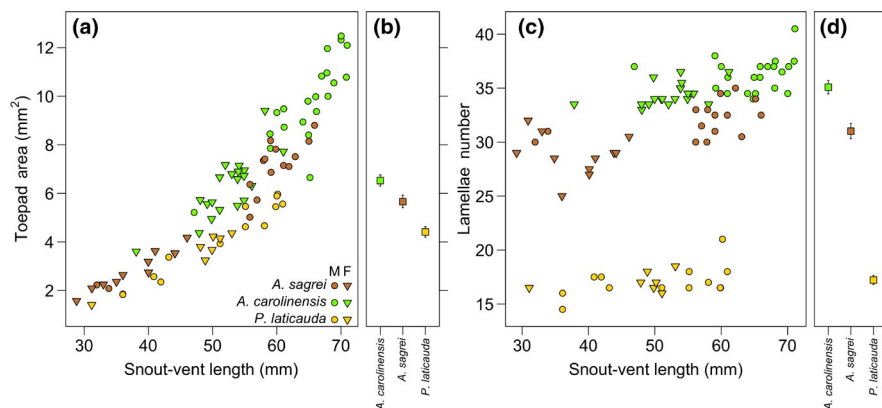 (a)
(b)
(c)
(d)
Toepad area (mm²)
12
10
8
6
4
2
M F
A. sagrei
A. carolinensis
P. laticauda
30 40 50 60 70
Snout-vent length (mm)
A. carolinensis
A. sagrei
P. laticauda
Lamellae number
40
35
30
25
20
15
30 40 50 60 70
Snout-vent length (mm)
A. carolinensis
A. sagrei
P. laticauda